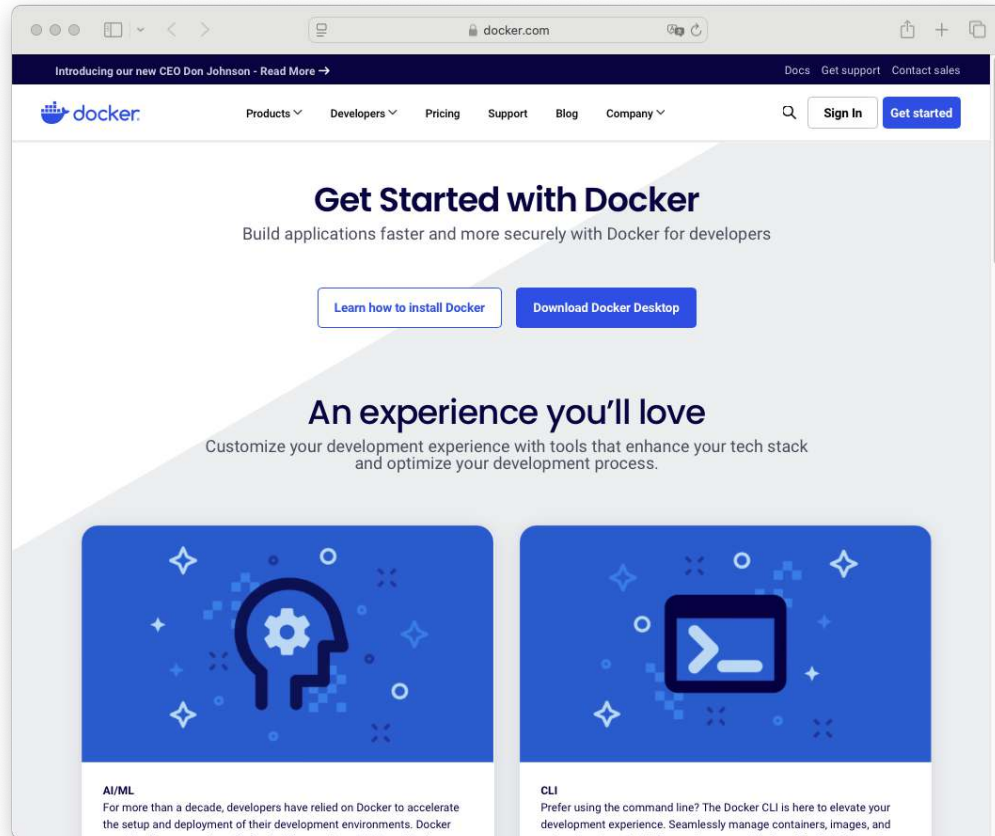 docker.com
Introducing our new CEO Don Johnson - Read More →
Docs Get support Contact sales
docker
Products Developers Pricing Support Blog Company
Sign In Get started
Get Started with Docker
Build applications faster and more securely with Docker for developers
Learn how to install Docker Download Docker Desktop
An experience you'll love
Customize your development experience with tools that enhance your tech stack
and optimize your development process.
AI/ML
For more than a decade, developers have relied on Docker to accelerate
the setup and deployment of their development environments. Docker
CLI
Prefer using the command line? The Docker CLI is here to elevate your
development experience. Seamlessly manage containers, images, and